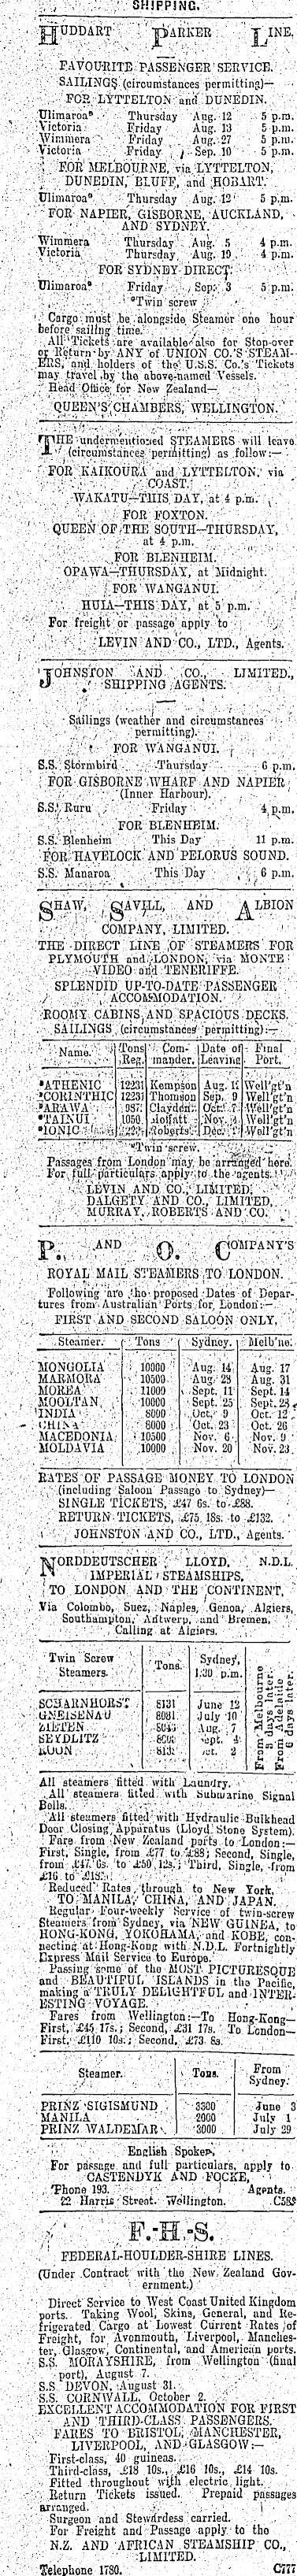 SHIPPING.
HUDDART PARKER LINE.
FAVOURITE PASSENGER SERVICE.
SAILINGS (circumstances permitting)—
FOR LYTTELTON and DUNEDIN.
Ulimaroa* Thursday Aug. 12 5 p.m.
Victoria Friday Aug. 13 5 p.m.
Wimmera Friday Aug. 27 5 p.m.
Victoria Friday Sep. 10 5 p.m.
FOR MELBOURNE, via LYTTELTON,
DUNEDIN, BLUFF, and HOBART.
Ulimaroa* Thursday Aug. 12 5 p.m.
FOR NAPIER, GISBORNE, AUCKLAND,
AND SYDNEY.
Wimmera Thursday Aug. 5 4 p.m.
Victoria Thursday Aug. 19 4 p.m.
FOR SYDNEY DIRECT.
Ulimaroa* Friday Sep. 3 5 p.m.
*Twin screw
Cargo must be alongside Steamer one hour
before sailing time.
All Tickets are available also for Stop-over
or Return by ANY of UNION CO.'S STEAM-
ERS, and holders of the U.S.S. Co.'s Tickets
may travel by the above-named Vessels.
Head Office for New Zealand—
QUEEN'S CHAMBERS, WELLINGTON.
THE undermentioned STEAMERS will leave
(circumstances permitting) as follow:—
FOR KAIKOURA and LYTTELTON, via
COAST.
WAKATU—THIS DAY, at 4 p.m.
FOR FOXTON.
QUEEN OF THE SOUTH—THURSDAY,
at 4 p.m.
FOR BLENHEIM.
OPAWA—THURSDAY, at Midnight.
FOR WANGANUI.
HUIA—THIS DAY, at 5 p.m.
For freight or passage apply to
LEVIN AND CO., LTD., Agents.
JOHNSTON AND CO., LIMITED.,
SHIPPING AGENTS.
Sailings (weather and circumstances
permitting).
FOR WANGANUI.
S.S. Stormbird Thursday 6 p.m.
FOR GISBORNE WHARF AND NAPIER
(Inner Harbour).
S.S. Ruru Friday 4 p.m.
FOR BLENHEIM.
S.S. Blenheim This Day 11 p.m.
FOR HAVELOCK AND PELORUS SOUND.
S.S. Manaroa This Day 6 p.m.
SHAW, SAVILL, AND ALBION
COMPANY, LIMITED.
THE DIRECT LINE OF STEAMERS FOR
PLYMOUTH and LONDON, via MONTE
VIDEO and TENERIFFE.
SPLENDID UP-TO-DATE PASSENGER
ACCOMMODATION.
ROOMY CABINS AND SPACIOUS DECKS.
SAILINGS (circumstances permitting):—
Name. Tons Reg. Com- mander. Date of Leaving Final Port.
*ATHENIC 12231 Kempson Aug. 12 Well'gt'n
*CORINTHIC 12231 Thomson Sep. 9 Well'gt'n
*ARAWA Clayden Oct. 7 Well'gt'n
*TAINUI Moffatt Nov. Well'gt'n
*IONIC Roberts. Dec. Well'gt'n
*Twin screw.
Passages from London may be arranged here.
For full particulars apply to the agents.
LEVIN AND CO., LIMITED,
DALGETY AND CO. LIMITED,
MURRAY, ROBERTS AND CO.
P. AND O. COMPANY'S
ROYAL MAIL STEAMERS TO LONDON.
Following are the proposed Dates of Depar-
tures from Australian Ports for London:—
FIRST AND SECOND SALOON ONLY.
Steamer. Tons Sydney. Melb'ne.
MONGOLIA 10000 Aug. 14 Aug. 17
MARMORA 10500 Aug. 28 Aug. 31
MOREA 11000 Sept. 11 Sept. 14
MOOLTAN 10000 Sept. 25 Sept. 28
INDIA 8000 Oct. 9 Oct. 12
CHINA 8000 Oct. 23 Oct. 26
MACEDONIA 10500 Nov. 6 Nov. 9
MOLDAVIA 10000 Nov. 20 Nov. 23
RATES OF PASSAGE MONEY TO LONDON
(including Saloon Passage to Sydney)—
SINGLE TICKETS, £47 6s. to £88.
RETURN TICKETS, £75 18s. to £132.
JOHNSTON AND CO., LTD., Agents.
NORDDEUTSCHER LLOYD. N.D.L.
IMPERIAL STEAMSHIPS,
TO LONDON AND THE CONTINENT,
Via Colombo, Suez, Naples, Genoa, Algiers,
Southampton, Antwerp, and Bremen,
Calling at Algiers.
Twin Screw Steamers. Tons. Sydney, 1.30 p.m. From Melbourne 3 days later. From Adelaide 6 days later.
SCHARNHORST 8131 June 12
GNEISENAU 8081 July 10
ZIETEN Aug. 7
SEYDLITZ Sept. 4
ROON Oct. 2
All steamers fitted with Laundry.
All steamers fitted with Submarine Signal
Bells.
All steamers fitted with Hydraulic Bulkhead
Door Closing Apparatus (Lloyd Stone System).
Fare from New Zealand ports to London:—
First, Single, from £77 to £88; Second, Single,
from £47 6s. to £50 12s.; Third, Single, from
£16 to £18.
Reduced Rates through to New York.
TO MANILA, CHINA, AND JAPAN.
Regular Four-weekly Service of twin-screw
Steamers from Sydney, via NEW GUINEA, to
HONGKONG, YOKOHAMA, and KOBE, con-
necting at Hong-Kong with N.D.L. Fortnightly
Express Mail Service to Europe.
Passing some of the MOST PICTURESQUE
and BEAUTIFUL ISLANDS in the Pacific,
making a TRULY DELIGHTFUL and INTER-
ESTING VOYAGE.
Fares from Wellington:—To Hong-Kong—
First, £45 17s.; Second, £31 17s. To London—
First, £110 10s.; Second, £73 8s.
Steamer. Tons. From Sydney.
PRINZ SIGISMUND 3300 June 3
MANILA 2000 July 1
PRINZ WALDEMAR 3000 July 29
English Spoken.
For passage and full particulars, apply to
CASTENDYK AND FOCKE,
'Phone 193. Agents.
22 Harris Street. Wellington. C583
F.-H.-S.
FEDERAL-HOULDER-SHIRE LINES.
(Under Contract with the New Zealand Gov-
ernment.)
Direct Service to West Coast United Kingdom
ports. Taking Wool, Skins, General, and Re-
frigerated Cargo at Lowest Current Rates of
Freight, for Avonmouth, Liverpool, Manches-
ter, Glasgow, Continental, and American ports.
S.S. MORAYSHIRE, from Wellington (final
port), August 7.
S.S. DEVON, August 31.
S.S. CORNWALL, October 2.
EXCELLENT ACCOMMODATION FOR FIRST
AND THIRD-CLASS PASSENGERS.
FARES TO BRISTOL, MANCHESTER,
LIVERPOOL, AND GLASGOW:—
First-class, 40 guineas.
Third-class, £18 10s., £16 10s., £14 10s.
Fitted throughout with electric light.
Return Tickets issued. Prepaid passages
arranged.
Surgeon and Stewardess carried.
For Freight and Passage apply to the
N.Z. AND AFRICAN STEAMSHIP CO.,
LIMITED.
Telephone 1780. C777